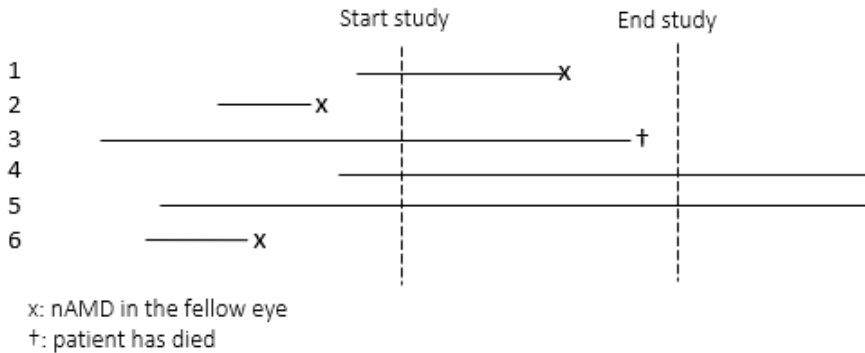 Start study
End study
1
x
2
x
3
†
4
5
6
x
x: nAMD in the fellow eye
†: patient has died